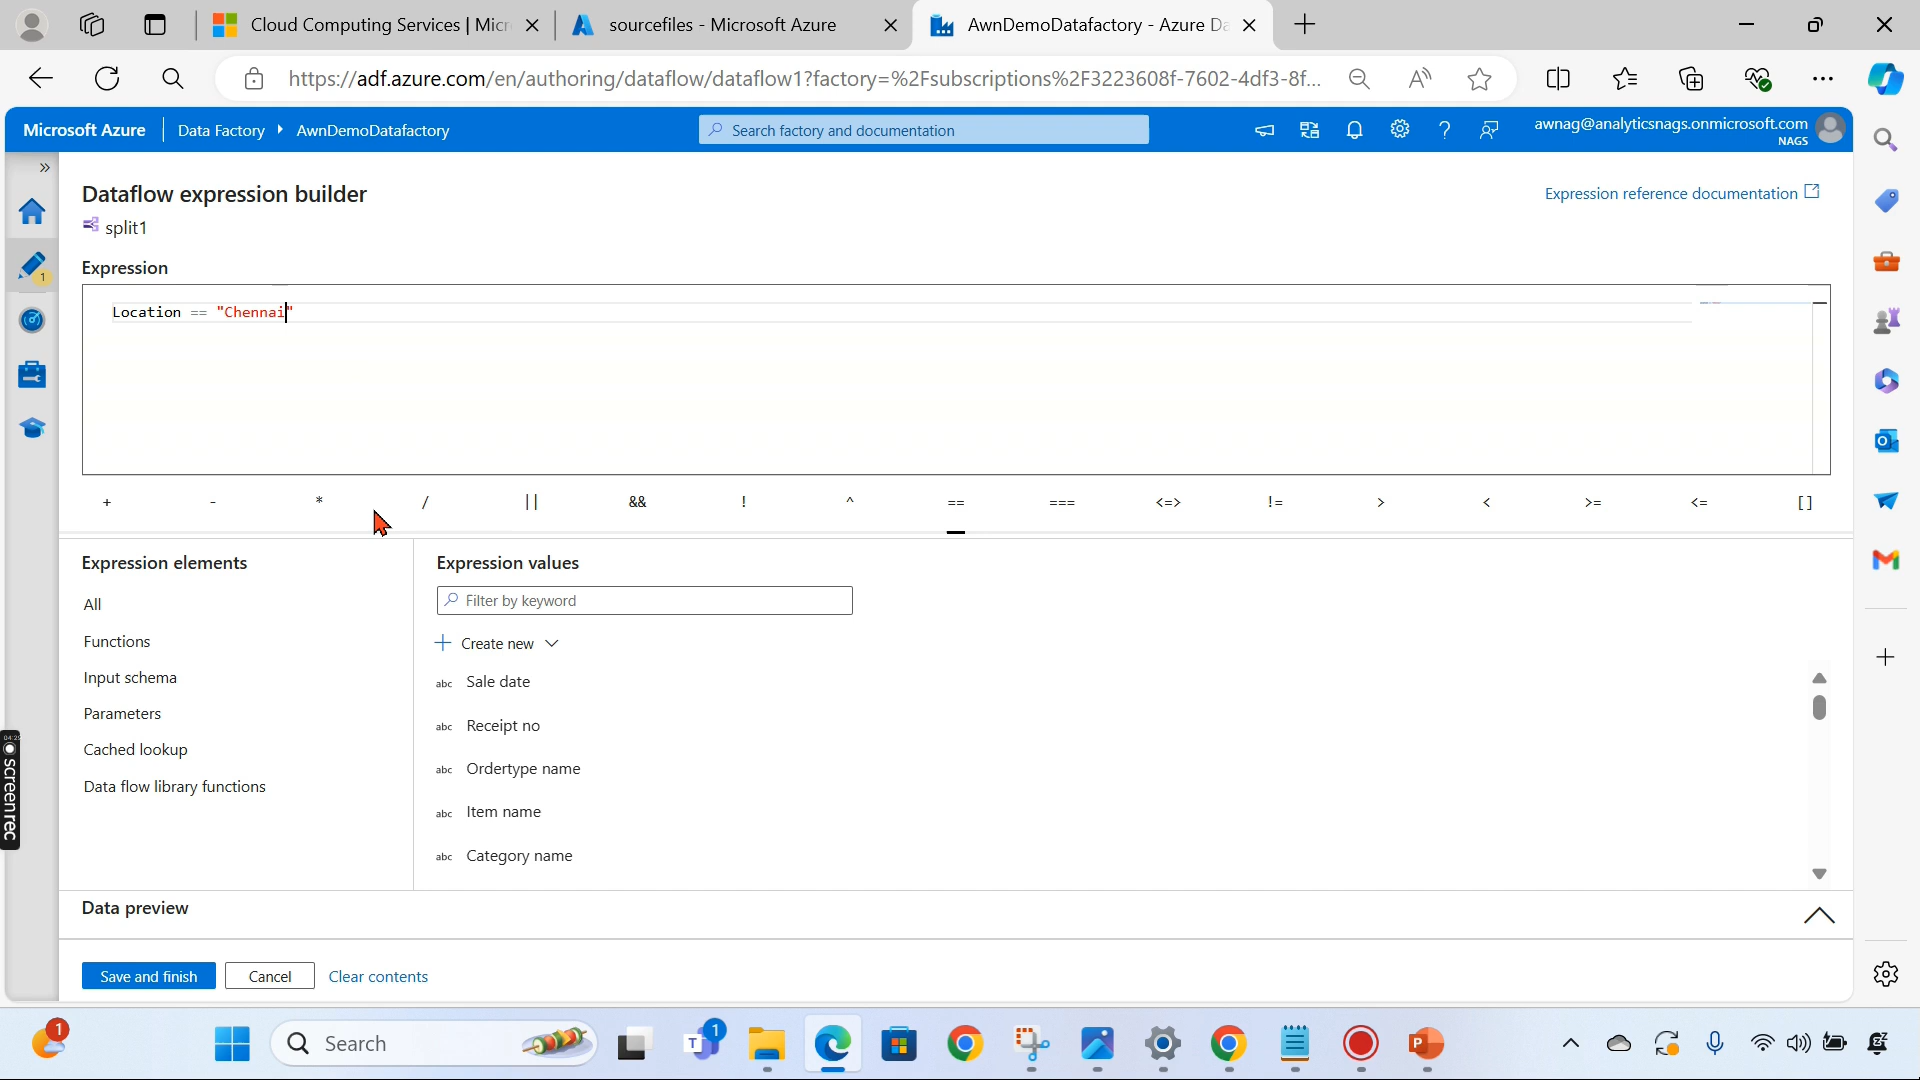 Cloud Computing Services | Micr
sourcefiles - Microsoft Azure
AwnDemoDatafactory - Azure Da
https://adf.azure.com/en/authoring/dataflow/dataflow1?factory=%2Fsubscriptions%2F3223608f-7602-4df3-8f...
Microsoft Azure
Data Factory
AwnDemoDatafactory
Search factory and documentation
awnag@analyticsnags.onmicrosoft.com
NAGS
Dataflow expression builder
Expression reference documentation
split1
1
Expression
Location == "Chennai"
+ - * / || && ! ^ == === <=> != > < >= <= []
Expression elements
Expression values
Filter by keyword
All
Functions
Create new
Input schema
abc Sale date
Parameters
abc Receipt no
Cached lookup
abc Ordertype name
Data flow library functions
abc Item name
abc Category name
screenrec
Data preview
Save and finish
Cancel
Clear contents
1
Search
1